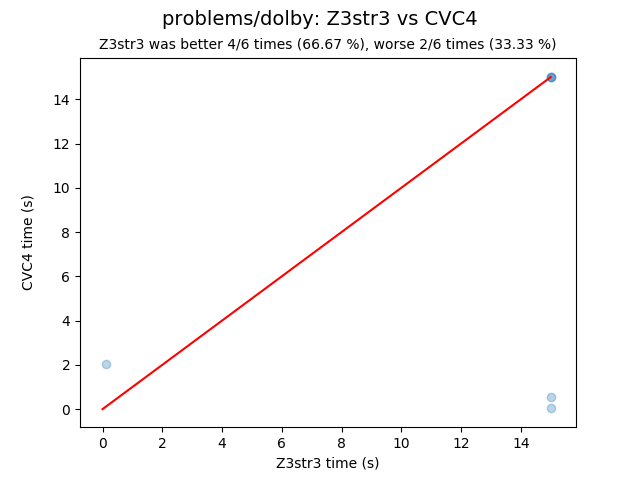 problems/dolby: Z3str3 vs CVC4
Z3str3 was better 4/6 times (66.67 %), worse 2/6 times (33.33 %)
14
12
10
8
6
4
2
0
CVC4 time (s)
0 2 4 6 8 10 12 14
Z3str3 time (s)